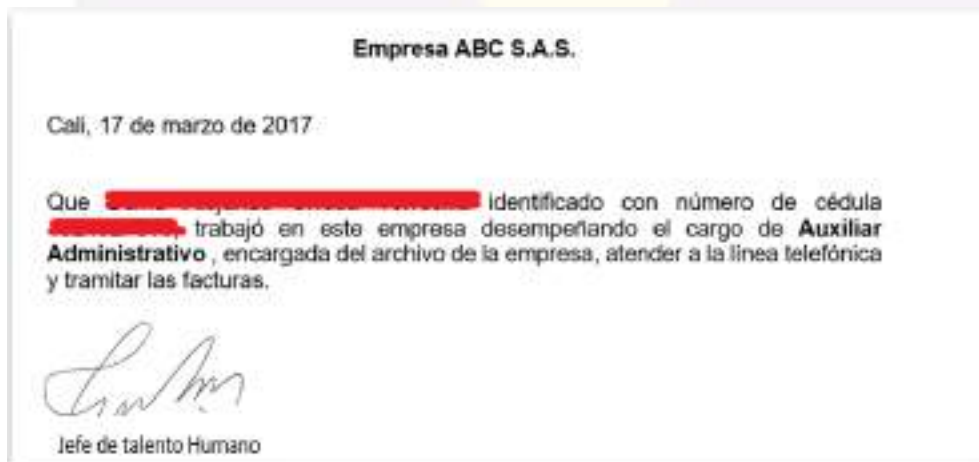 Empresa ABC S.A.S.
Cali, 17 de marzo de 2017
Que identificado con número de cédula
trabajó en este empresa desempeñando el cargo de Auxiliar
Administrativo , encargada del archivo de la empresa, atender a la linea telefónica
y tramitar las facturas.
Jefe de talento Humano